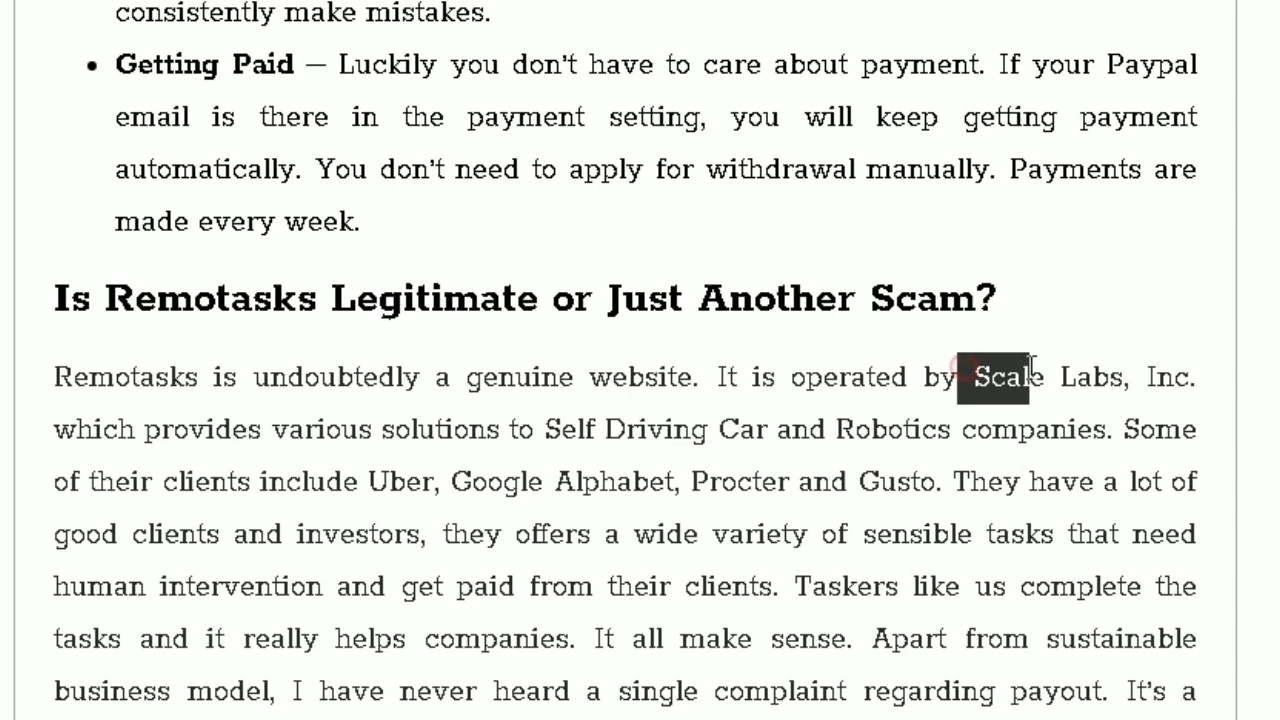 consistently make mistakes.
• Getting Paid – Luckily you don't have to care about payment. If your Paypal
email is there in the payment setting, you will keep getting payment
automatically. You don't need to apply for withdrawal manually. Payments are
made every week.
Is Remotasks Legitimate or Just Another Scam?
Remotasks is undoubtedly a genuine website. It is operated by Scale Labs, Inc.
which provides various solutions to Self Driving Car and Robotics companies. Some
of their clients include Uber, Google Alphabet, Procter and Gusto. They have a lot of
good clients and investors, they offers a wide variety of sensible tasks that need
human intervention and get paid from their clients. Taskers like us complete the
tasks and it really helps companies. It all make sense. Apart from sustainable
business model, I have never heard a single complaint regarding payout. It's a